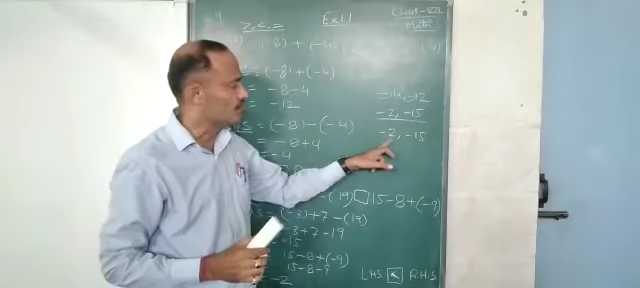 Ex 1.1
Class-VII
Math
(-8) + (-4)
= (-8) + (-4)
= -8-4
= -12
= (-8) - (-4)
= -8+4
= -4
-14, -12
-2, -15
-2, -15
- (19) □ 15-8+(-9)
= (-3)+7-(19)
-3+7-19
-15
15-8+(-9)
15-8-9
-2
LHS < R.H.S